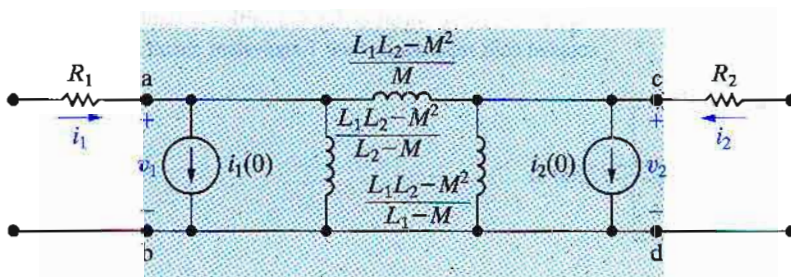 L₁L₂ − M²
M
R₁
a
c
R₂
i₁
+
L₁L₂ − M²
L₂ − M
+
i₂
v₁
i₁(0)
i₂(0)
v₂
L₁L₂ − M²
L₁ − M
−
−
b
d